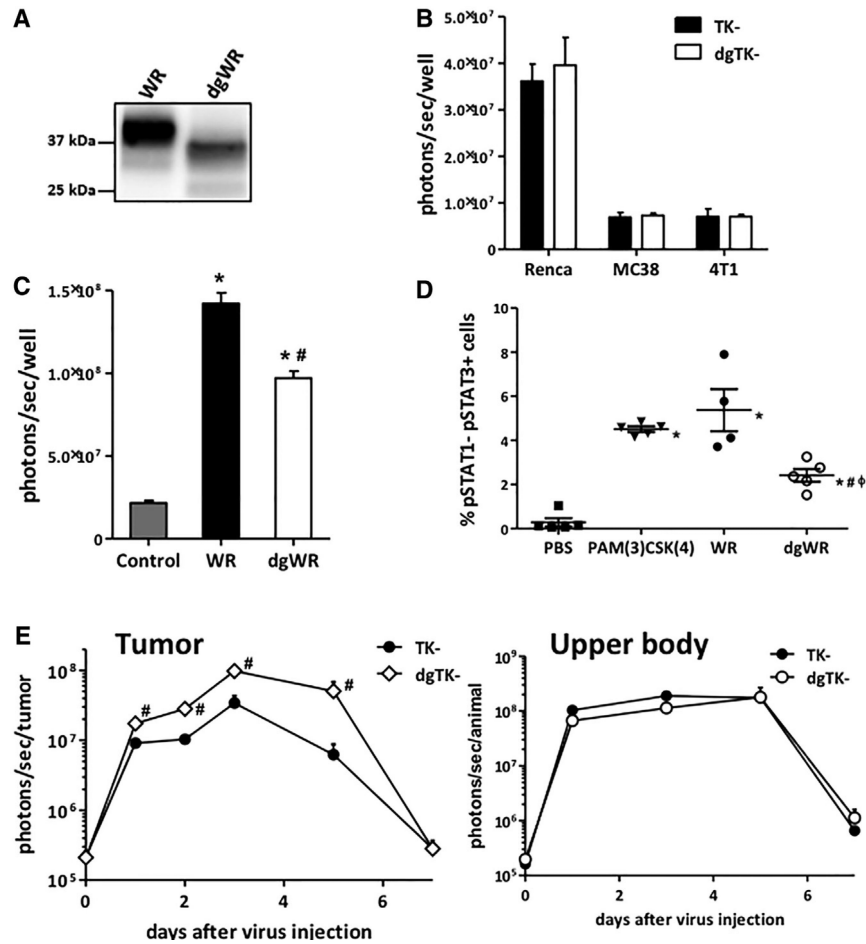 A
WR
dgWR
37 kDa
25 kDa
B
5.0×10⁷
4.0×10⁷
3.0×10⁷
2.0×10⁷
1.0×10⁷
0
photons/sec/well
TK-
dgTK-
Renca
MC38
4T1
C
1.5×10⁸
1.0×10⁸
5.0×10⁷
0
photons/sec/well
*
* #
Control
WR
dgWR
D
10
8
6
4
2
0
% pSTAT1- pSTAT3+ cells
*
*
* # ϕ
PBS
PAM(3)CSK(4)
WR
dgWR
E
Tumor
TK-
dgTK-
10⁸
10⁷
10⁶
10⁵
photons/sec/tumor
#
#
#
#
0
2
4
6
days after virus injection
Upper body
TK-
dgTK-
10⁹
10⁸
10⁷
10⁶
10⁵
photons/sec/animal
0
2
4
6
days after virus injection